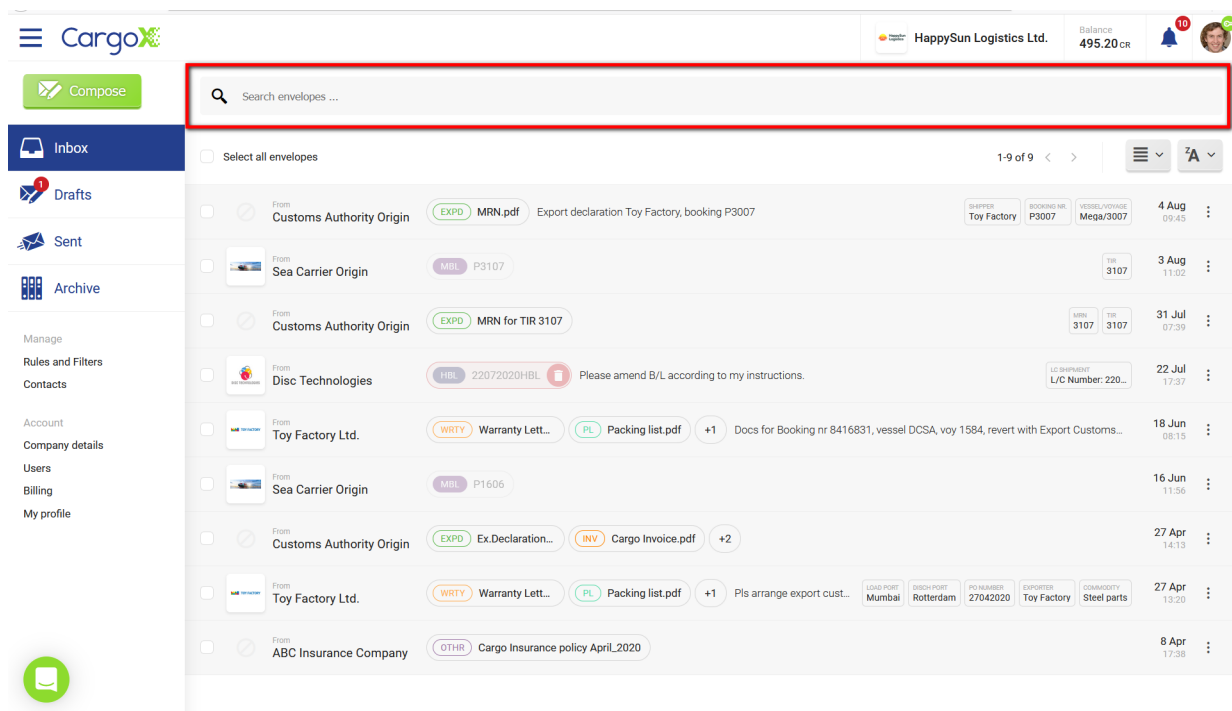 CargoX
HappySun Logistics Ltd.
Balance
495.20 CR
10
Compose
Search envelopes ...
Inbox
1
Drafts
Sent
Archive
Manage
Rules and Filters
Contacts
Account
Company details
Users
Billing
My profile
Select all envelopes
1-9 of 9
ZA
From
Customs Authority Origin
EXPD MRN.pdf Export declaration Toy Factory, booking P3007
SHIPPER
Toy Factory
BOOKING NR.
P3007
VESSEL/VOYAGE
Mega/3007
4 Aug
09:45
From
Sea Carrier Origin
MBL P3107
TIR
3107
3 Aug
11:02
From
Customs Authority Origin
EXPD MRN for TIR 3107
MRN
3107
TIR
3107
31 Jul
07:39
From
Disc Technologies
HBL 22072020HBL Please amend B/L according to my instructions.
LC SHIPMENT
L/C Number: 220...
22 Jul
17:37
From
Toy Factory Ltd.
WRTY Warranty Lett... PL Packing list.pdf +1 Docs for Booking nr 8416831, vessel DCSA, voy 1584, revert with Export Customs...
18 Jun
08:15
From
Sea Carrier Origin
MBL P1606
16 Jun
11:56
From
Customs Authority Origin
EXPD Ex.Declaration... INV Cargo Invoice.pdf +2
27 Apr
14:13
From
Toy Factory Ltd.
WRTY Warranty Lett... PL Packing list.pdf +1 Pls arrange export cust...
LOAD PORT
Mumbai
DISCH PORT
Rotterdam
PO NUMBER
27042020
EXPORTER
Toy Factory
COMMODITY
Steel parts
27 Apr
13:20
From
ABC Insurance Company
OTHR Cargo Insurance policy April_2020
8 Apr
17:38